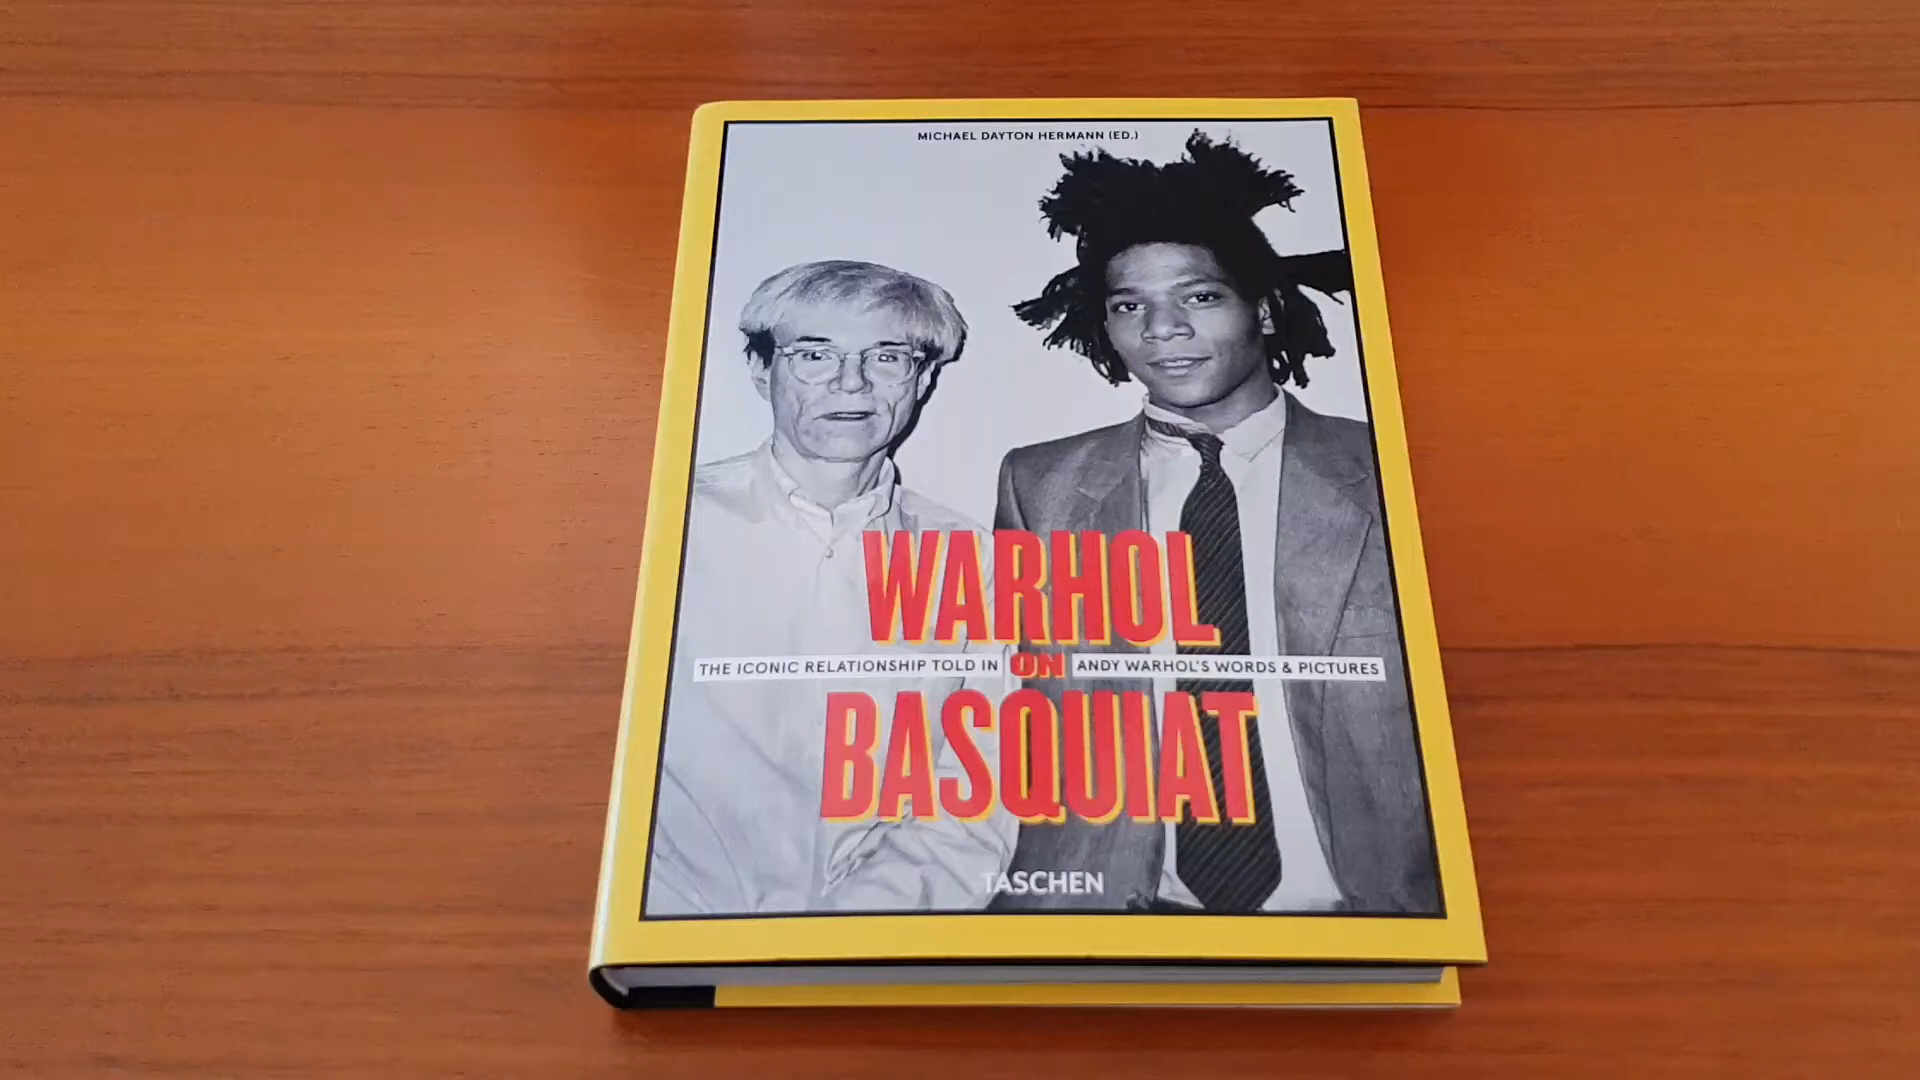 MICHAEL DAYTON HERMANN (ED.)
WARHOL
THE ICONIC RELATIONSHIP TOLD IN ON ANDY WARHOL'S WORDS & PICTURES
BASQUIAT
TASCHEN